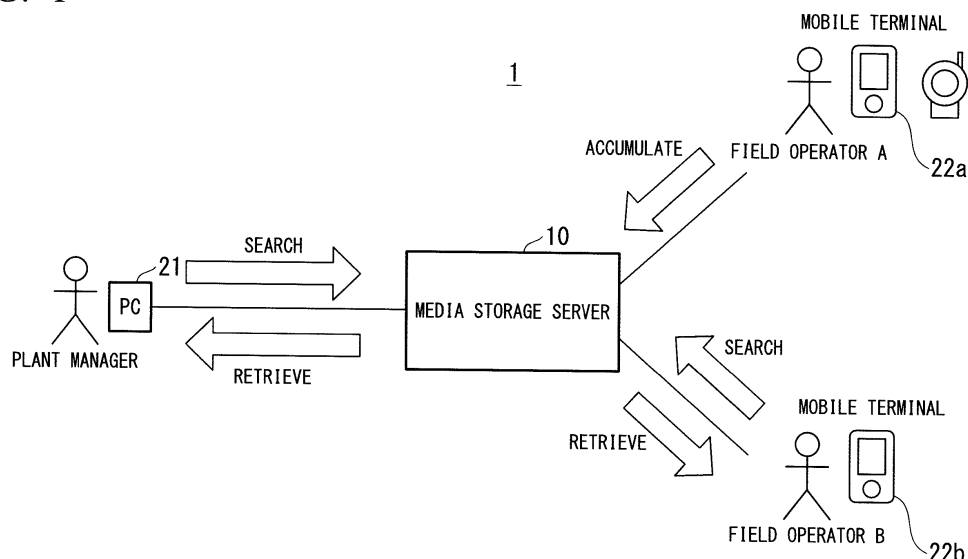 MOBILE TERMINAL
1
ACCUMULATE
FIELD OPERATOR A
22a
10
SEARCH
21
PC
MEDIA STORAGE SERVER
PLANT MANAGER
RETRIEVE
SEARCH
MOBILE TERMINAL
RETRIEVE
FIELD OPERATOR B
22b